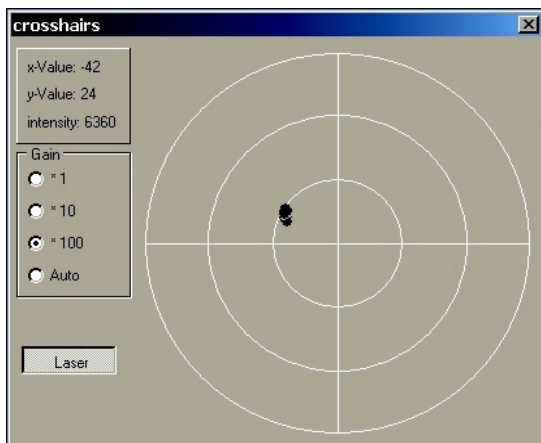 crosshairs
x-Value: -42
y-Value: 24
intensity: 6360
Gain
* 1
* 10
* 100
Auto
Laser